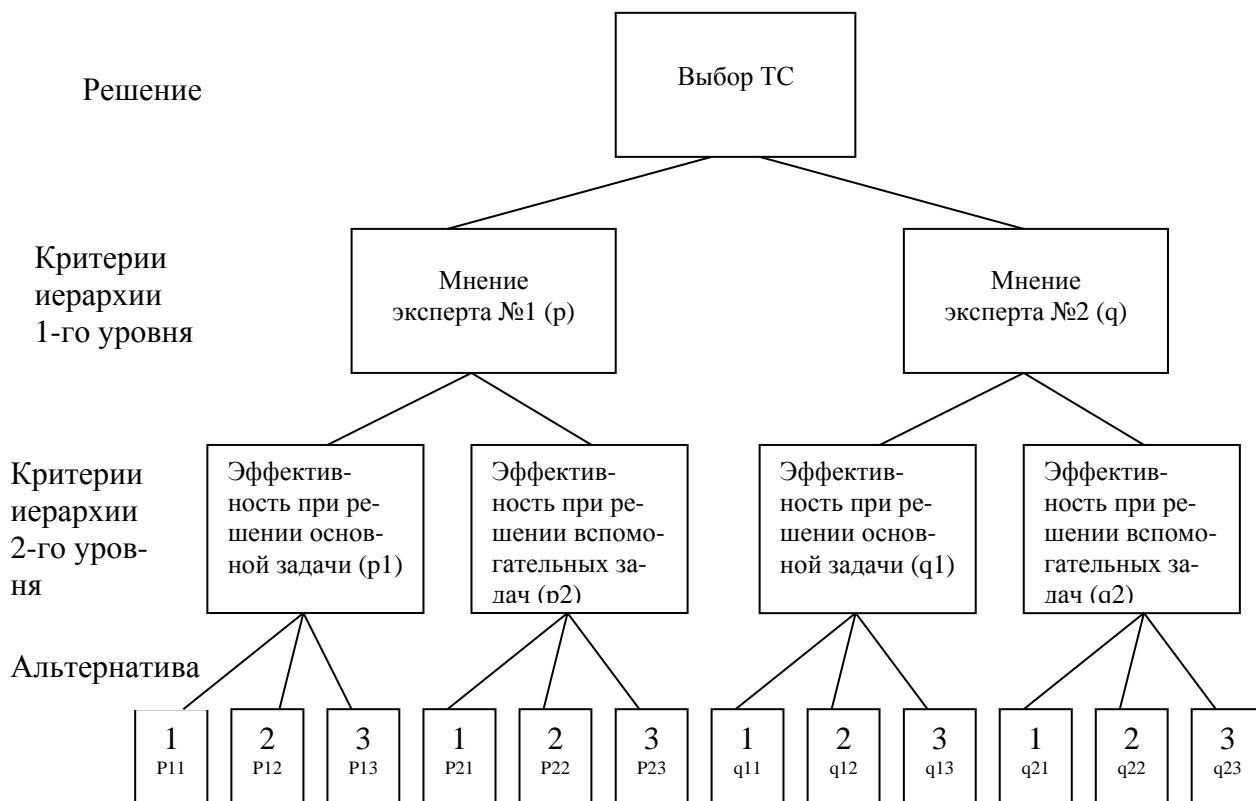 Решение
Выбор ТС
Критерии
иерархии
1-го уровня
Мнение
эксперта №1 (p)
Мнение
эксперта №2 (q)
Критерии
иерархии
2-го уров-
ня
Эффектив-
ность при ре-
шении основ-
ной задачи (p1)
Эффектив-
ность при ре-
шении вспомо-
гательных за-
дач (p2)
Эффектив-
ность при ре-
шении основ-
ной задачи (q1)
Эффектив-
ность при ре-
шении вспомо-
гательных за-
дач (q2)
Альтернатива
1
P11
2
P12
3
P13
1
P21
2
P22
3
P23
1
q11
2
q12
3
q13
1
q21
2
q22
3
q23